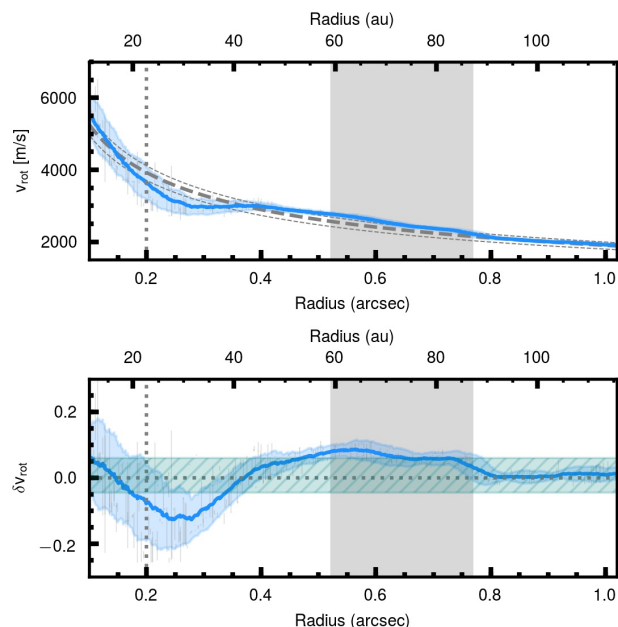 Radius (au)
20 40 60 80 100
6000
4000
2000
v_rot [m/s]
0.2 0.4 0.6 0.8 1.0
Radius (arcsec)
Radius (au)
20 40 60 80 100
0.2
0.0
−0.2
δv_rot
0.2 0.4 0.6 0.8 1.0
Radius (arcsec)